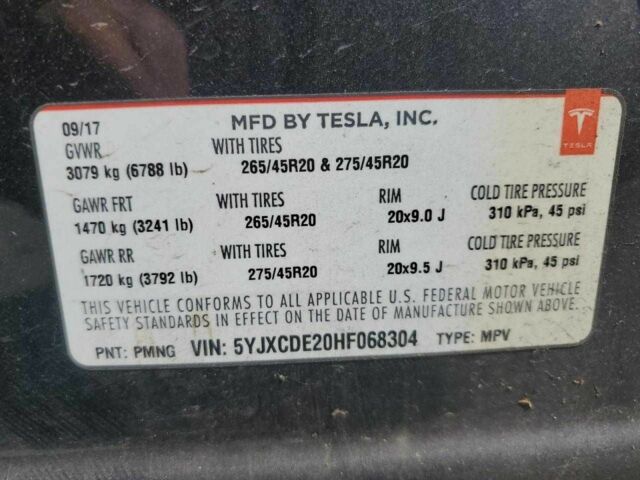 09/17 MFD BY TESLA, INC.
TESLA
GVWR WITH TIRES
3079 kg (6788 lb) 265/45R20 & 275/45R20
GAWR FRT WITH TIRES RIM COLD TIRE PRESSURE
1470 kg (3241 lb) 265/45R20 20x9.0 J 310 kPa, 45 psi
GAWR RR WITH TIRES RIM COLD TIRE PRESSURE
1720 kg (3792 lb) 275/45R20 20x9.5 J 310 kPa, 45 psi
THIS VEHICLE CONFORMS TO ALL APPLICABLE U.S. FEDERAL MOTOR VEHICLE
SAFETY STANDARDS IN EFFECT ON THE DATE OF MANUFACTURE SHOWN ABOVE.
PNT: PMNG VIN: 5YJXCDE20HF068304 TYPE: MPV